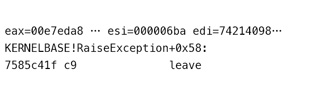 eax=00e7eda8 ··· esi=000006ba edi=74214098···
KERNELBASE!RaiseException+0x58:
7585c41f c9              leave